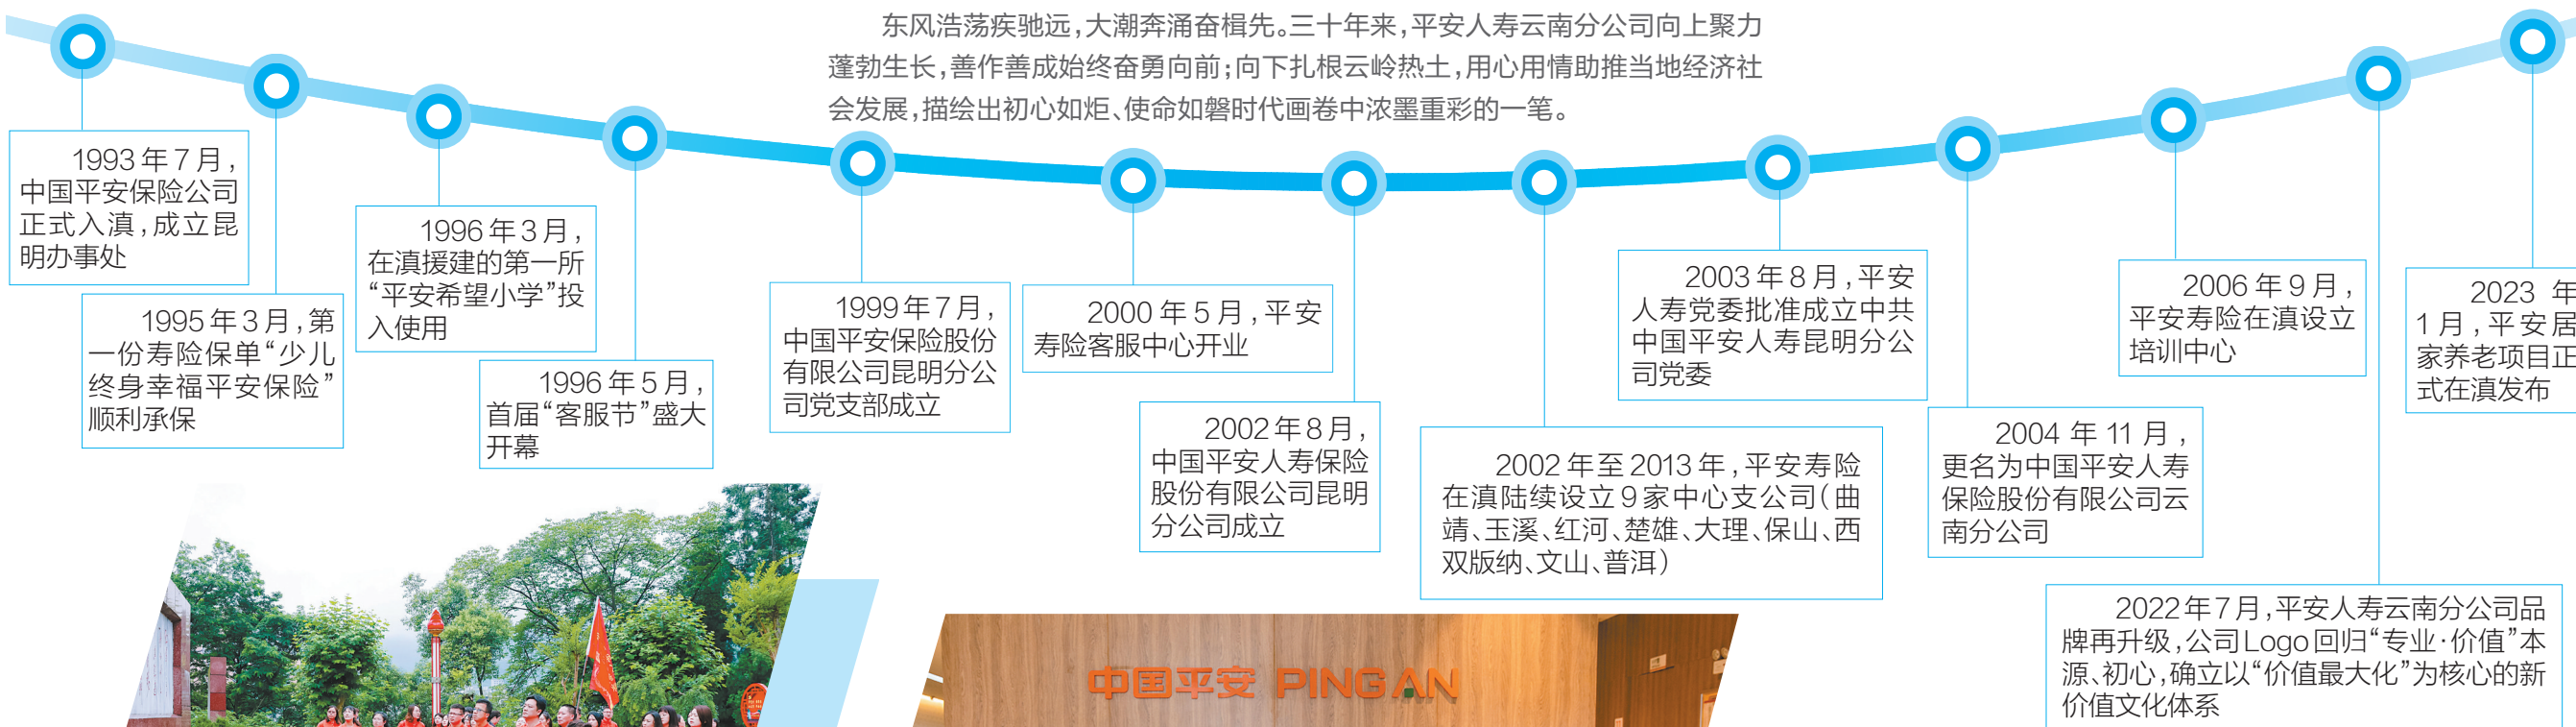 东风浩荡疾驰远,大潮奔涌奋楫先。三十年来,平安人寿云南分公司向上聚力
蓬勃生长,善作善成始终奋勇向前;向下扎根云岭热土,用心用情助推当地经济社
会发展,描绘出初心如炬、使命如磐时代画卷中浓墨重彩的一笔。
1993年7月,
中国平安保险公司
正式入滇,成立昆
明办事处
1995年3月,第
一份寿险保单“少儿
终身幸福平安保险”
顺利承保
1996年3月,
在滇援建的第一所
“平安希望小学”投
入使用
1996年5月,
首届“客服节”盛大
开幕
1999年7月,
中国平安保险股份
有限公司昆明分公
司党支部成立
2000年5月,平安
寿险客服中心开业
2002年8月,
中国平安人寿保险
股份有限公司昆明
分公司成立
2002年至2013年,平安寿险
在滇陆续设立9家中心支公司(曲
靖、玉溪、红河、楚雄、大理、保山、西
双版纳、文山、普洱)
2003年8月,平安
人寿党委批准成立中共
中国平安人寿昆明分公
司党委
2004年11月,
更名为中国平安人寿
保险股份有限公司云
南分公司
2006年9月,
平安寿险在滇设立
培训中心
2022年7月,平安人寿云南分公司品
牌再升级,公司Logo回归“专业·价值”本
源、初心,确立以“价值最大化”为核心的新
价值文化体系
2023年
1月,平安居
家养老项目正
式在滇发布
中国平安 PING AN